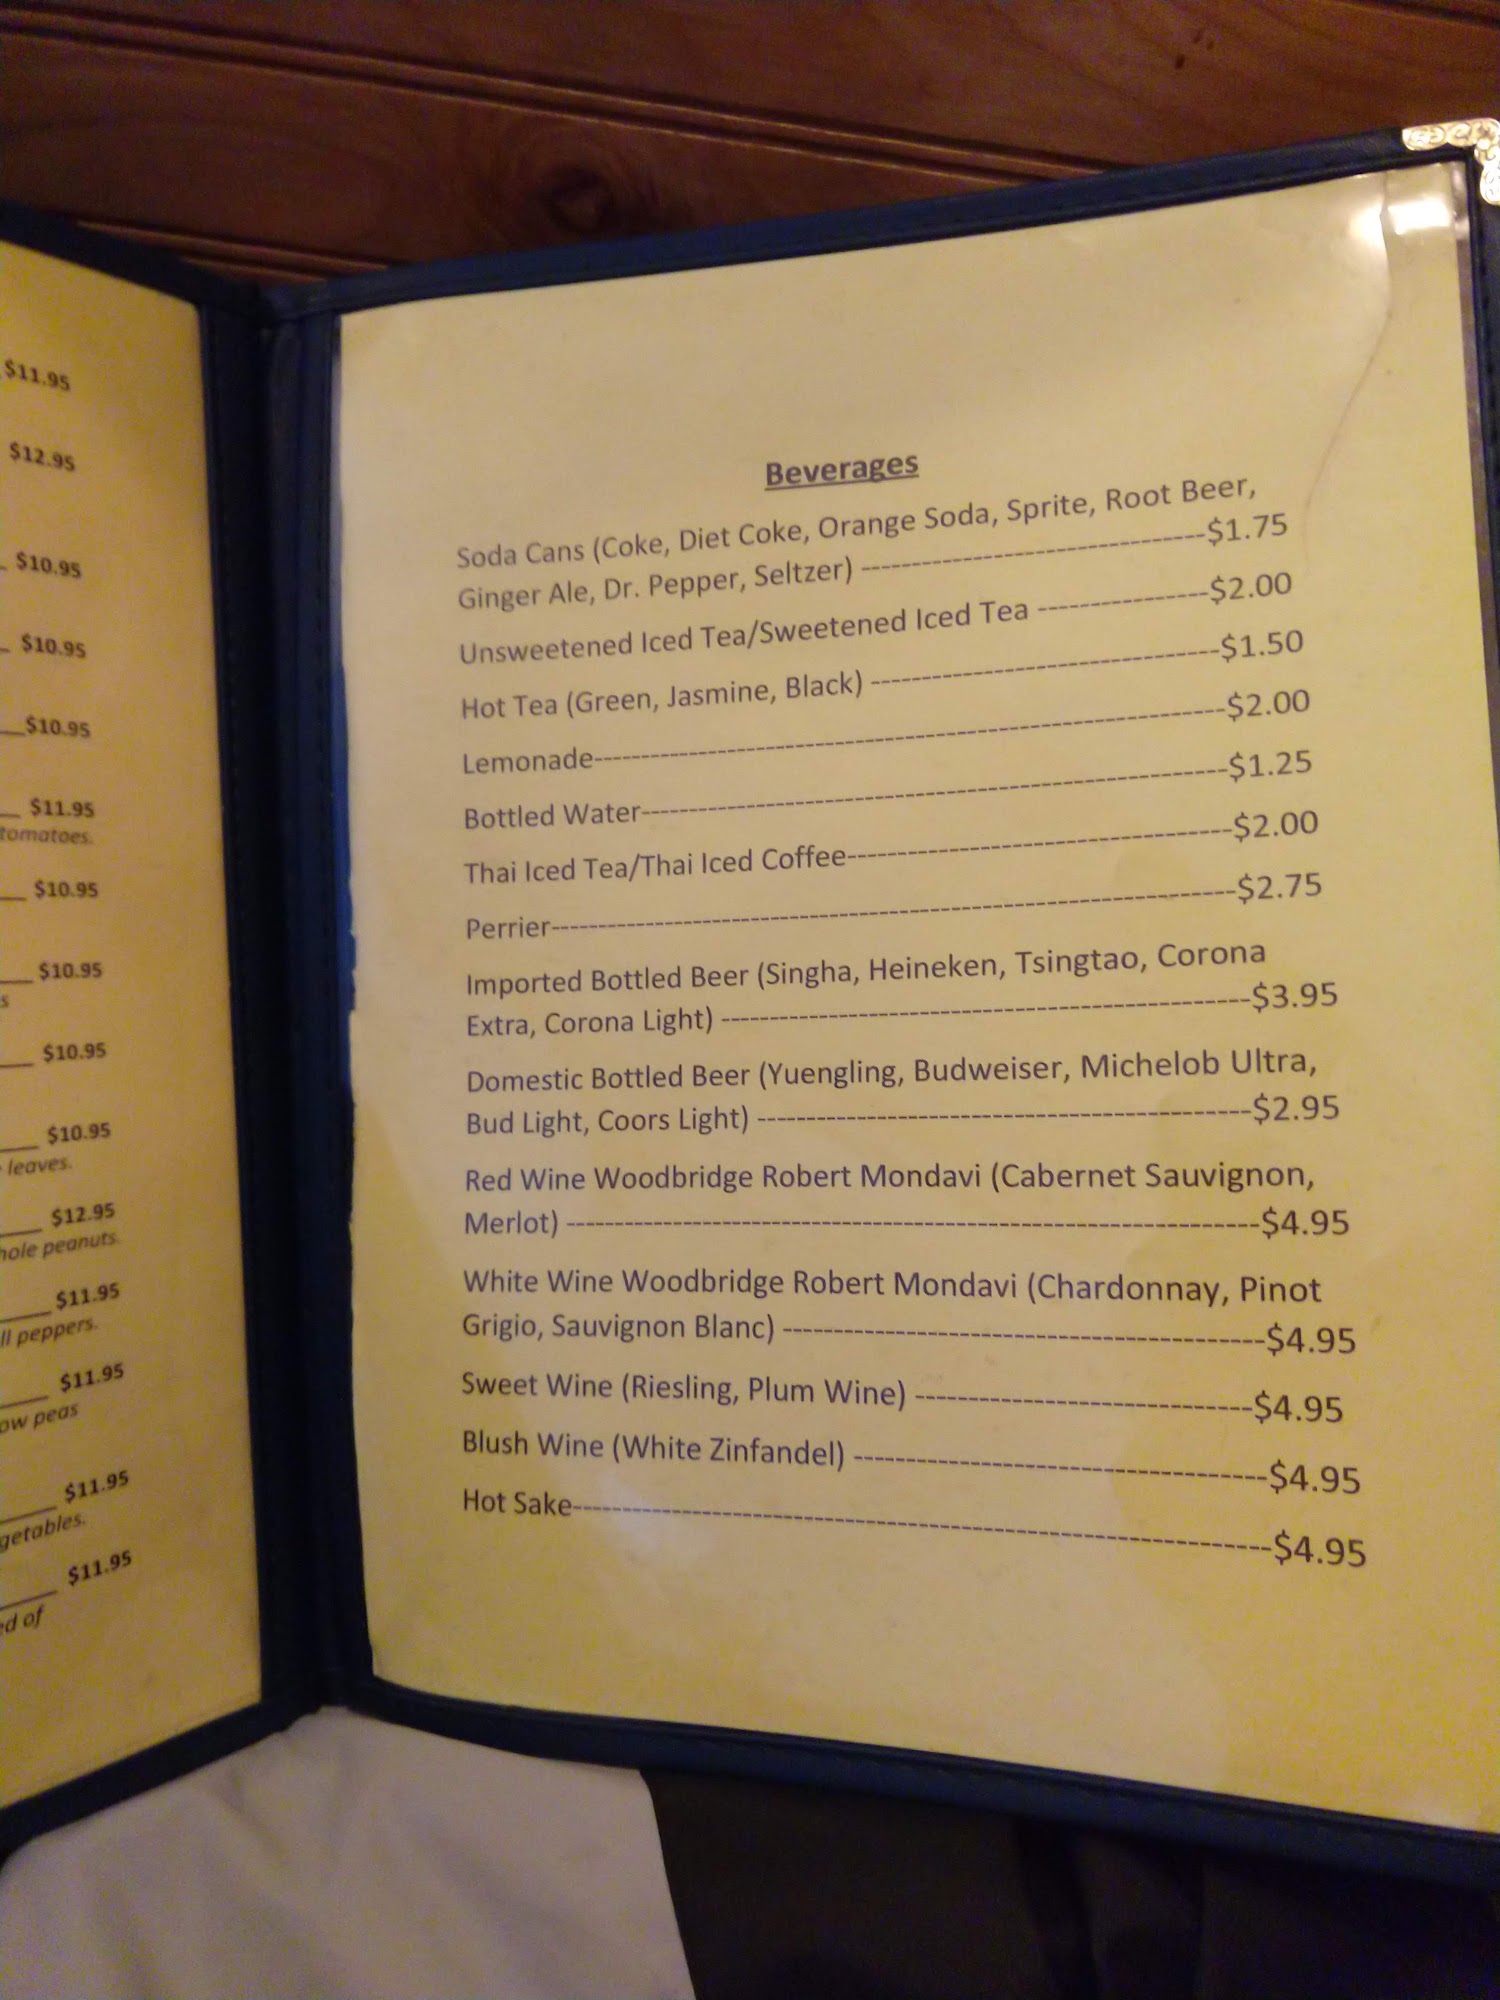 $11.95
$12.95
$10.95
$10.95
$10.95
$11.95
tomatoes.
$10.95
$10.95
s
$10.95
$10.95
leaves.
$12.95
hole peanuts.
$11.95
ll peppers.
$11.95
ow peas
$11.95
getables.
$11.95
ed of
Beverages
Soda Cans (Coke, Diet Coke, Orange Soda, Sprite, Root Beer,
Ginger Ale, Dr. Pepper, Seltzer) ----------------------------------$1.75
Unsweetened Iced Tea/Sweetened Iced Tea -----------------$2.00
Hot Tea (Green, Jasmine, Black) ----------------------------------$1.50
Lemonade---------------------------------------------------------------$2.00
Bottled Water----------------------------------------------------------$1.25
Thai Iced Tea/Thai Iced Coffee--------------------------------------$2.00
Perrier--------------------------------------------------------------------$2.75
Imported Bottled Beer (Singha, Heineken, Tsingtao, Corona
Extra, Corona Light) ----------------------------------------------------$3.95
Domestic Bottled Beer (Yuengling, Budweiser, Michelob Ultra,
Bud Light, Coors Light) ------------------------------------------------$2.95
Red Wine Woodbridge Robert Mondavi (Cabernet Sauvignon,
Merlot) --------------------------------------------------------------------$4.95
White Wine Woodbridge Robert Mondavi (Chardonnay, Pinot
Grigio, Sauvignon Blanc) -----------------------------------------------$4.95
Sweet Wine (Riesling, Plum Wine) ---------------------------------$4.95
Blush Wine (White Zinfandel) ----------------------------------------$4.95
Hot Sake--------------------------------------------------------------------$4.95